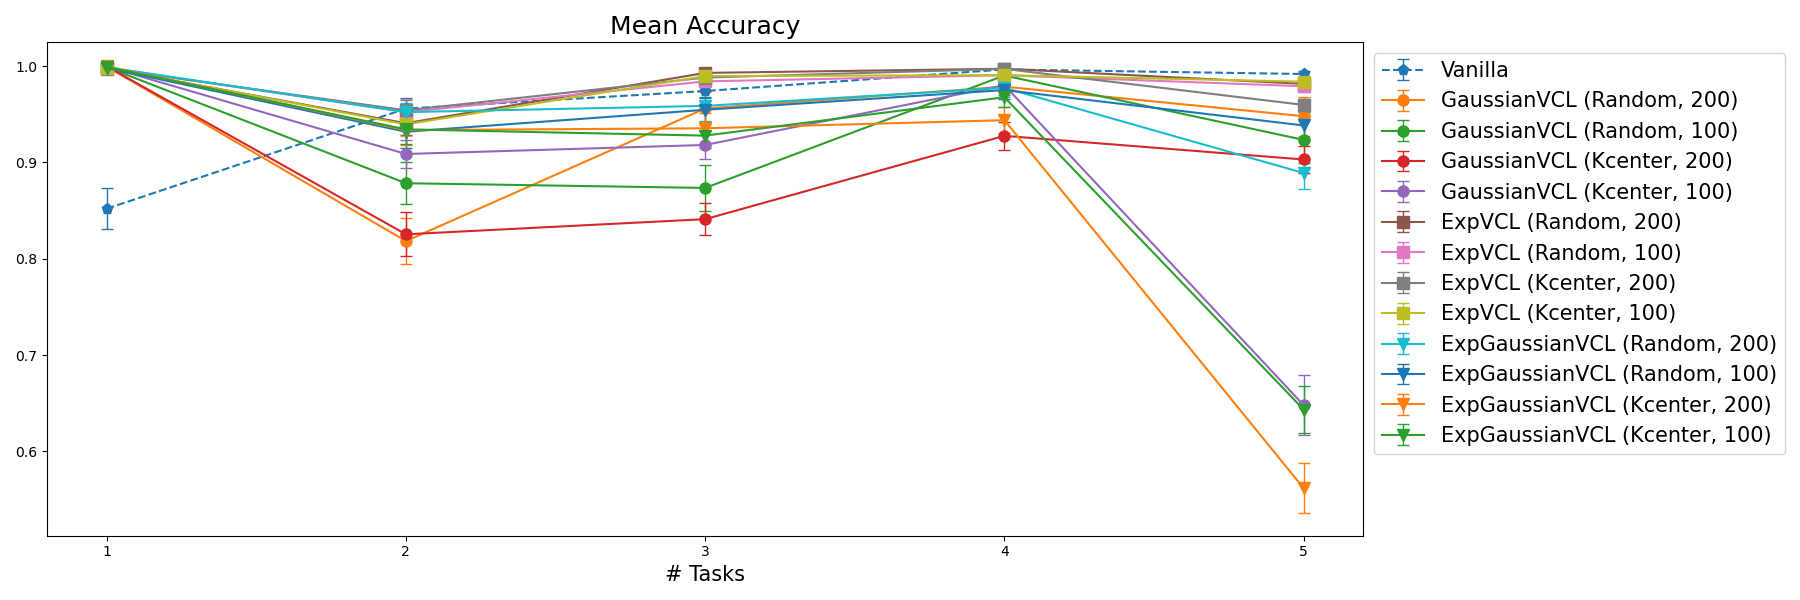 Mean Accuracy
1.0
0.9
0.8
0.7
0.6
1
2
3
4
5
# Tasks
Vanilla
GaussianVCL (Random, 200)
GaussianVCL (Random, 100)
GaussianVCL (Kcenter, 200)
GaussianVCL (Kcenter, 100)
ExpVCL (Random, 200)
ExpVCL (Random, 100)
ExpVCL (Kcenter, 200)
ExpVCL (Kcenter, 100)
ExpGaussianVCL (Random, 200)
ExpGaussianVCL (Random, 100)
ExpGaussianVCL (Kcenter, 200)
ExpGaussianVCL (Kcenter, 100)